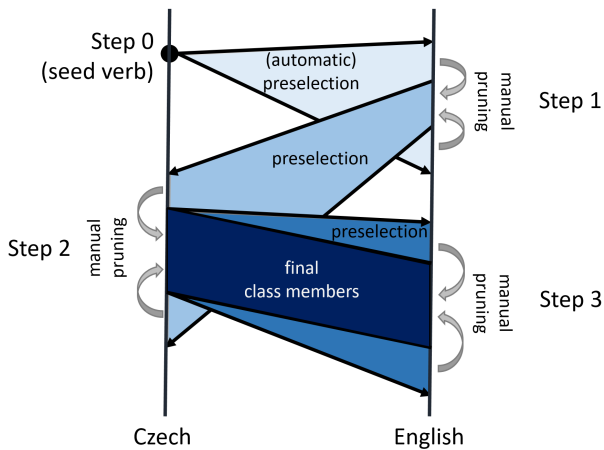 Step 0
(seed verb)
(automatic)
preselection
manual
pruning
Step 1
preselection
Step 2
manual
pruning
preselection
final
class members
manual
pruning
Step 3
Czech
English